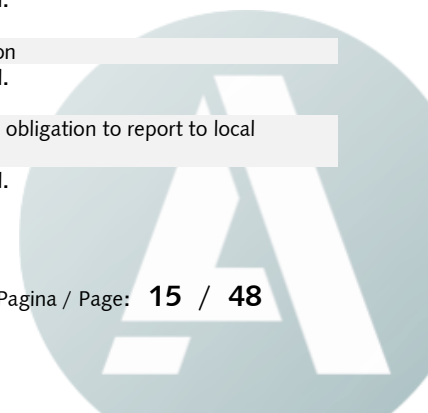 on
obligation to report to local
Pagina / Page: 15 / 48